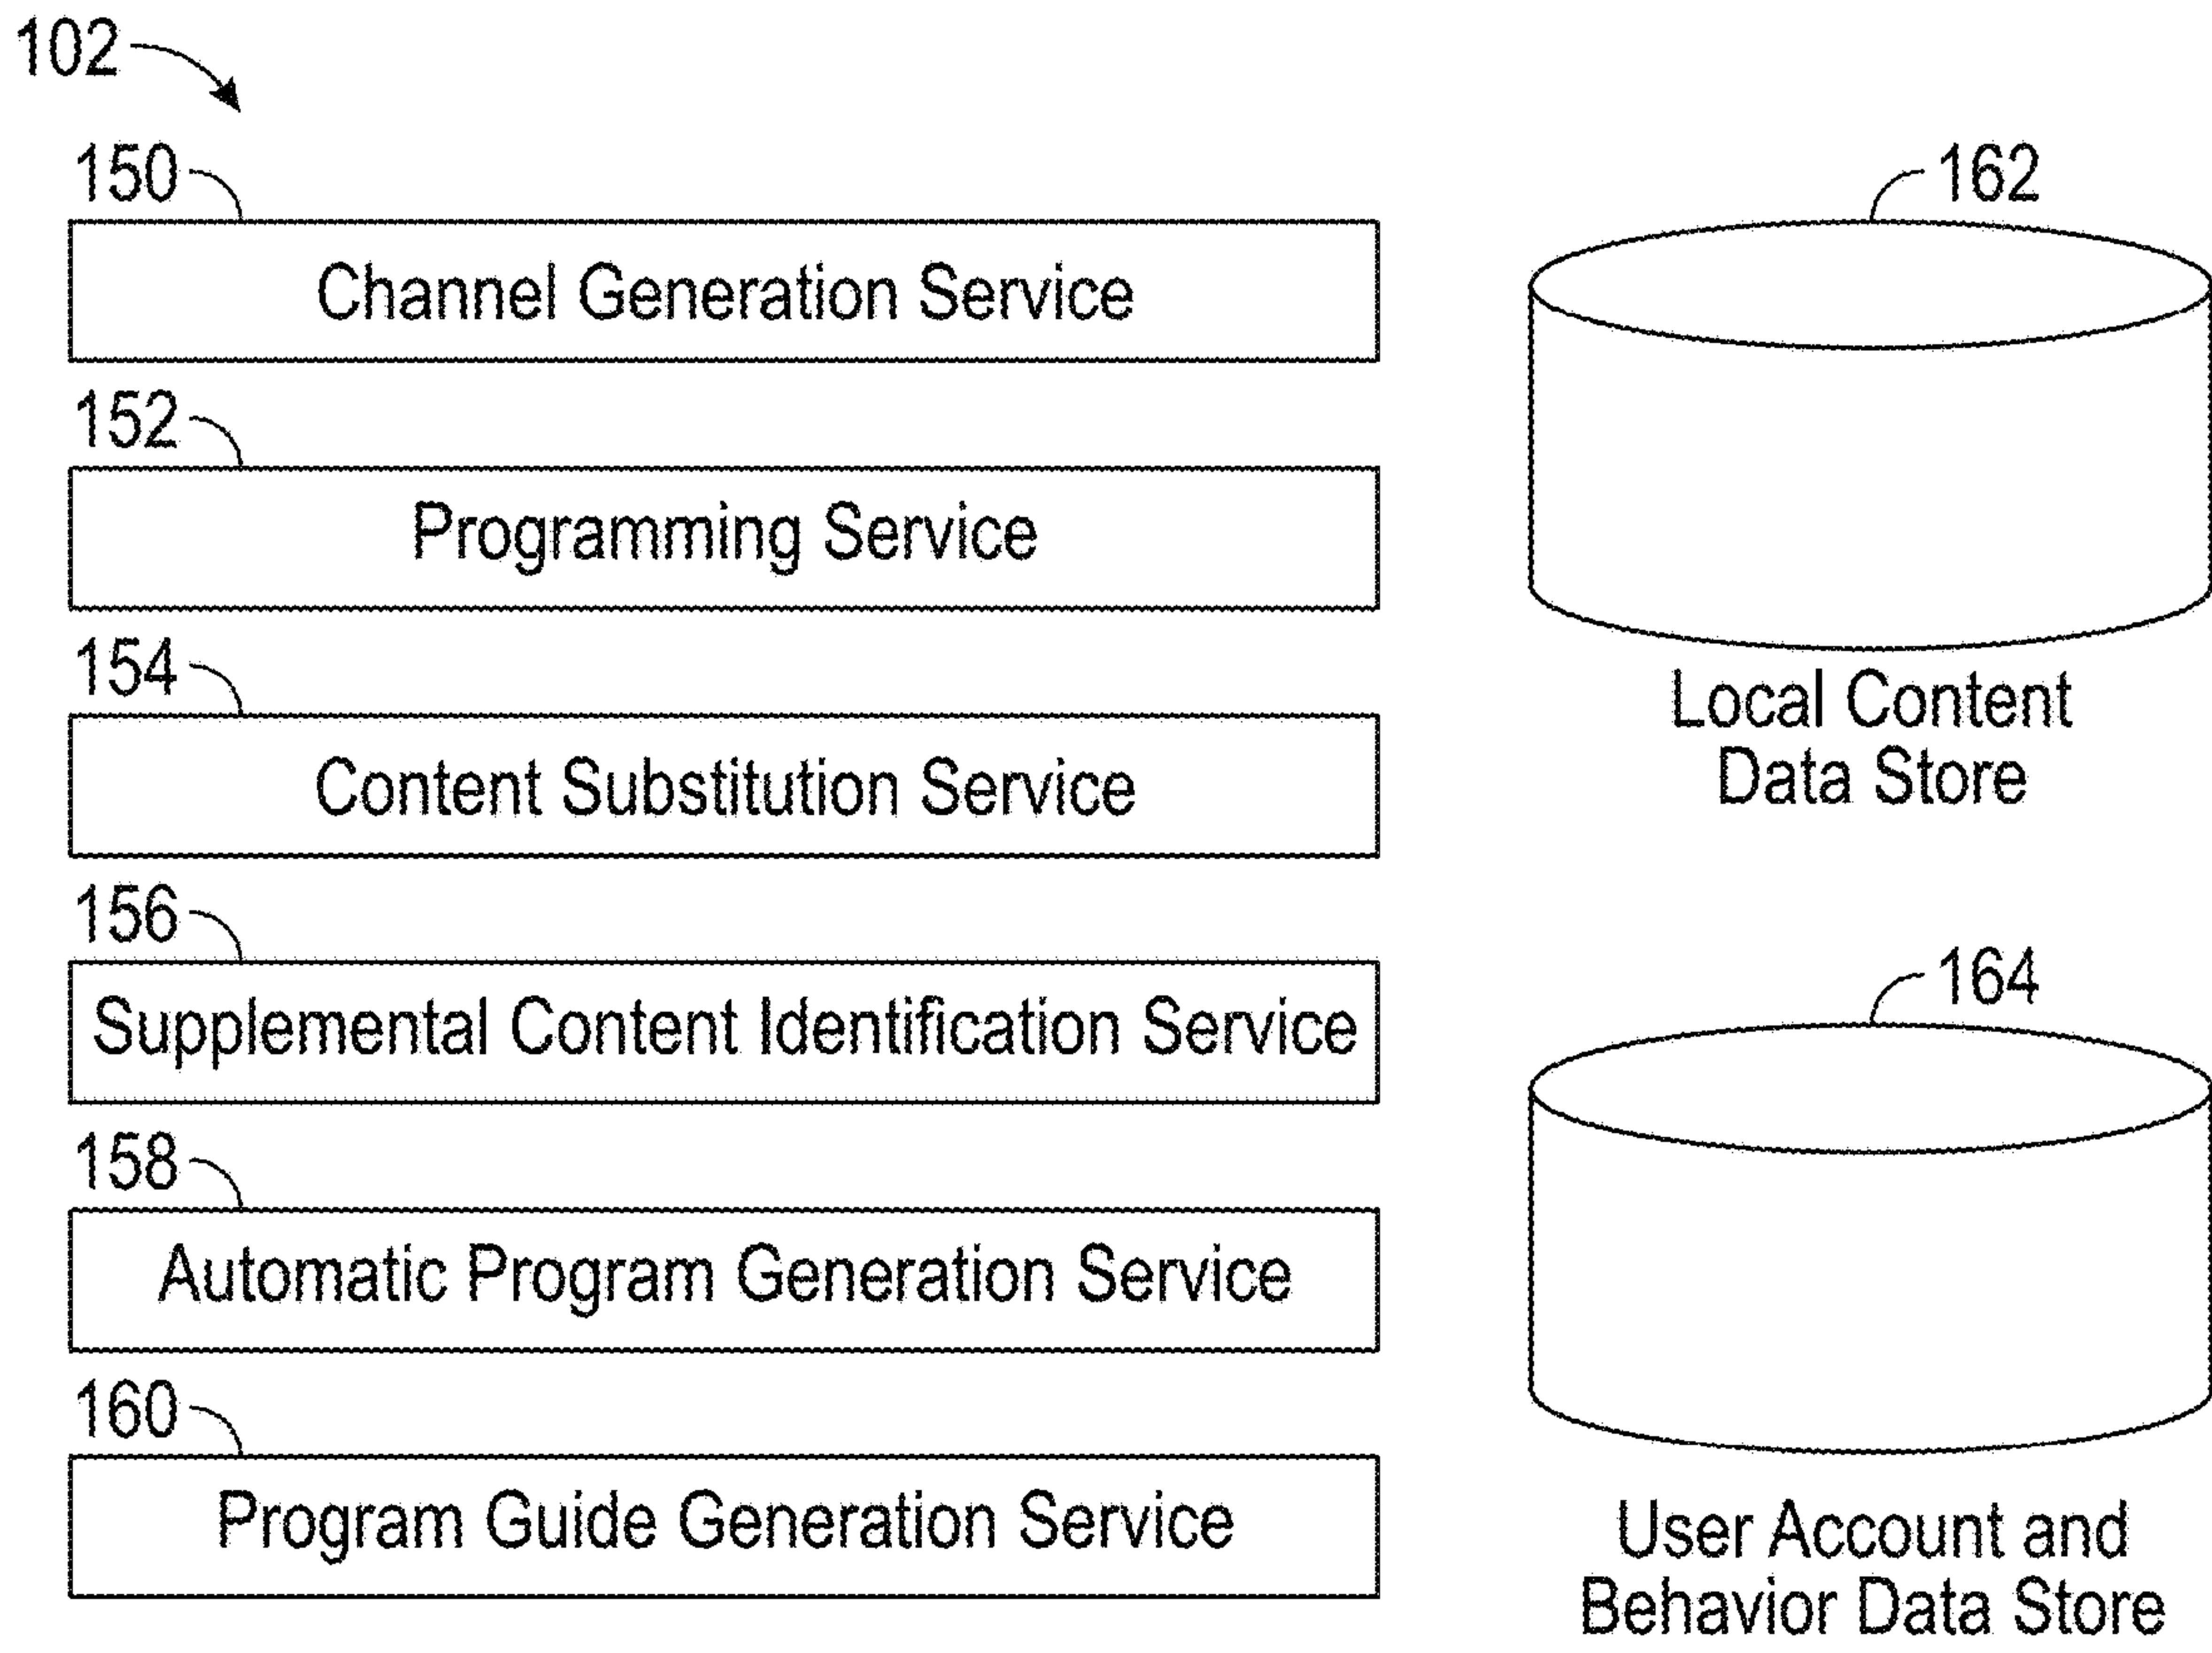 102
150
Channel Generation Service
152
Programming Service
154
Content Substitution Service
156
Supplemental Content Identification Service
158
Automatic Program Generation Service
160
Program Guide Generation Service
162
Local Content
Data Store
164
User Account and
Behavior Data Store